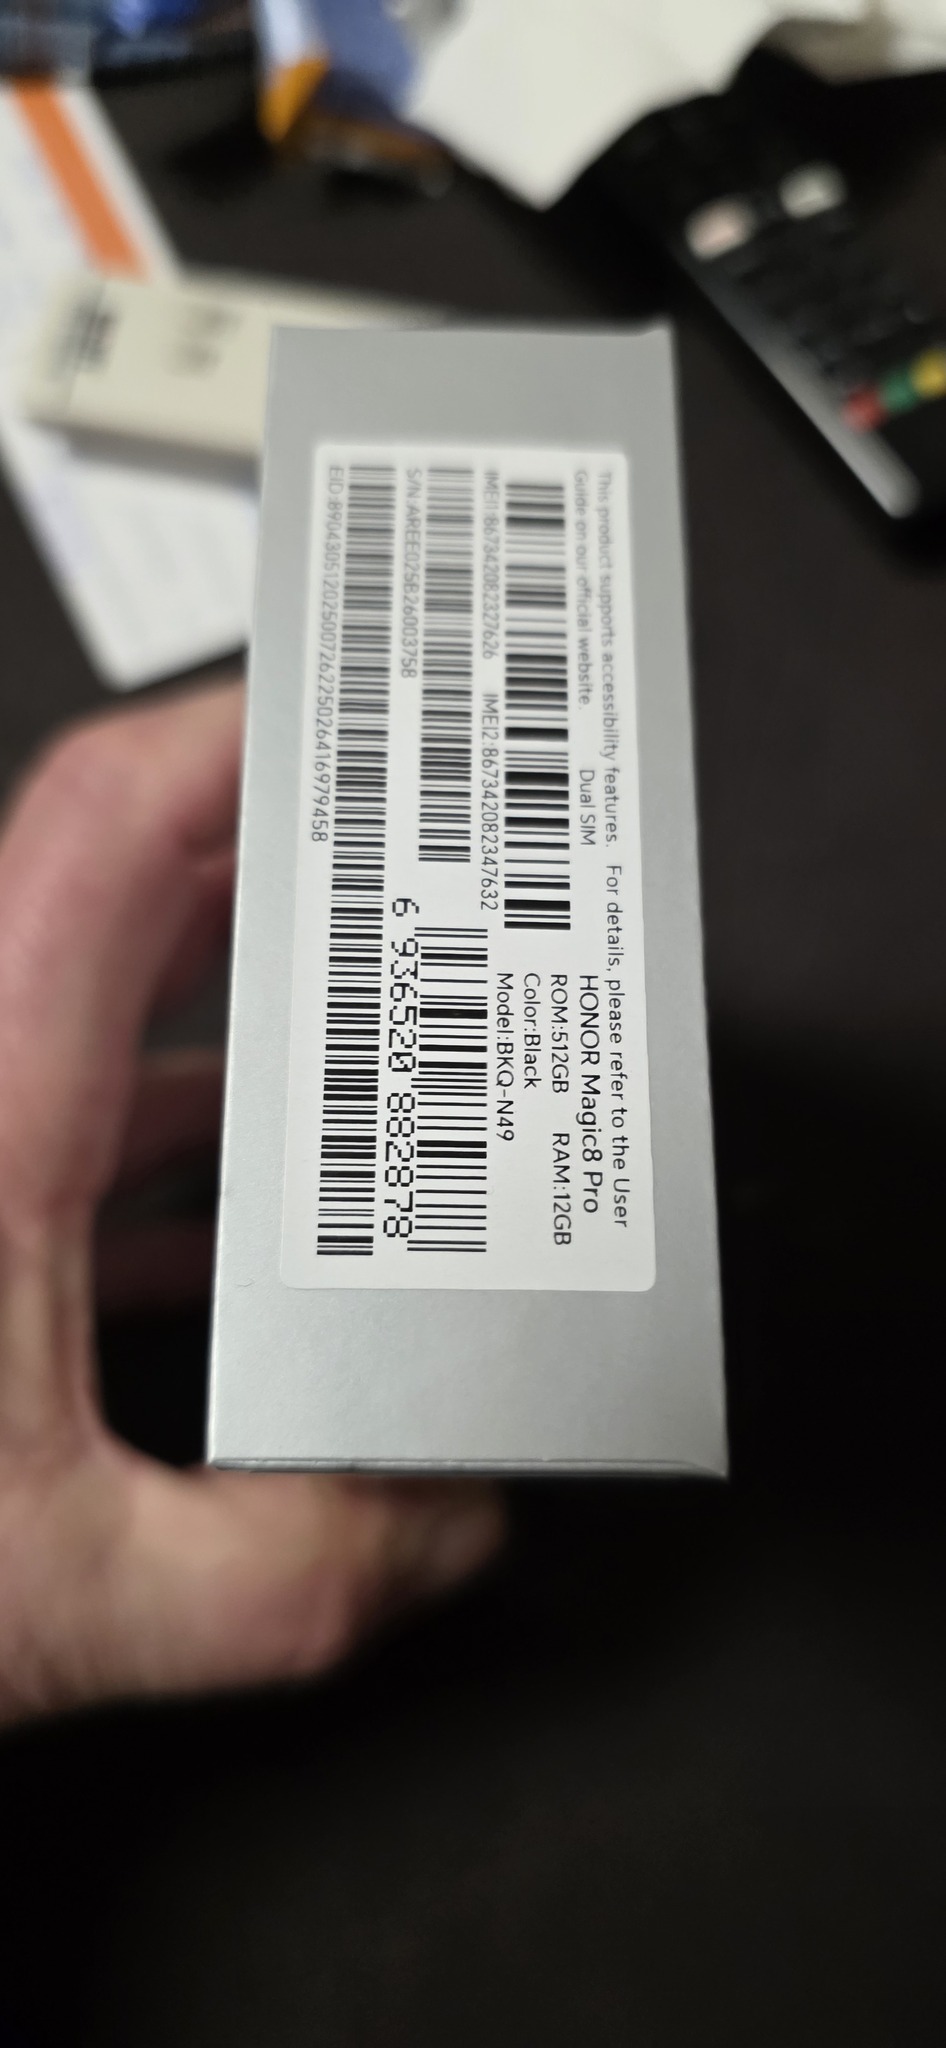 This product supports accessibility features. For details, please refer to the User
Guide on our official website.
Dual SIM
HONOR Magic8 Pro
ROM:512GB RAM:12GB
Color:Black
Model:BKQ-N49
IMEI1:867342082327626 IMEI2:867342082347632
S/N:AREE025B26003758
6 936520 882878
EID:89043051202500726225026416979458